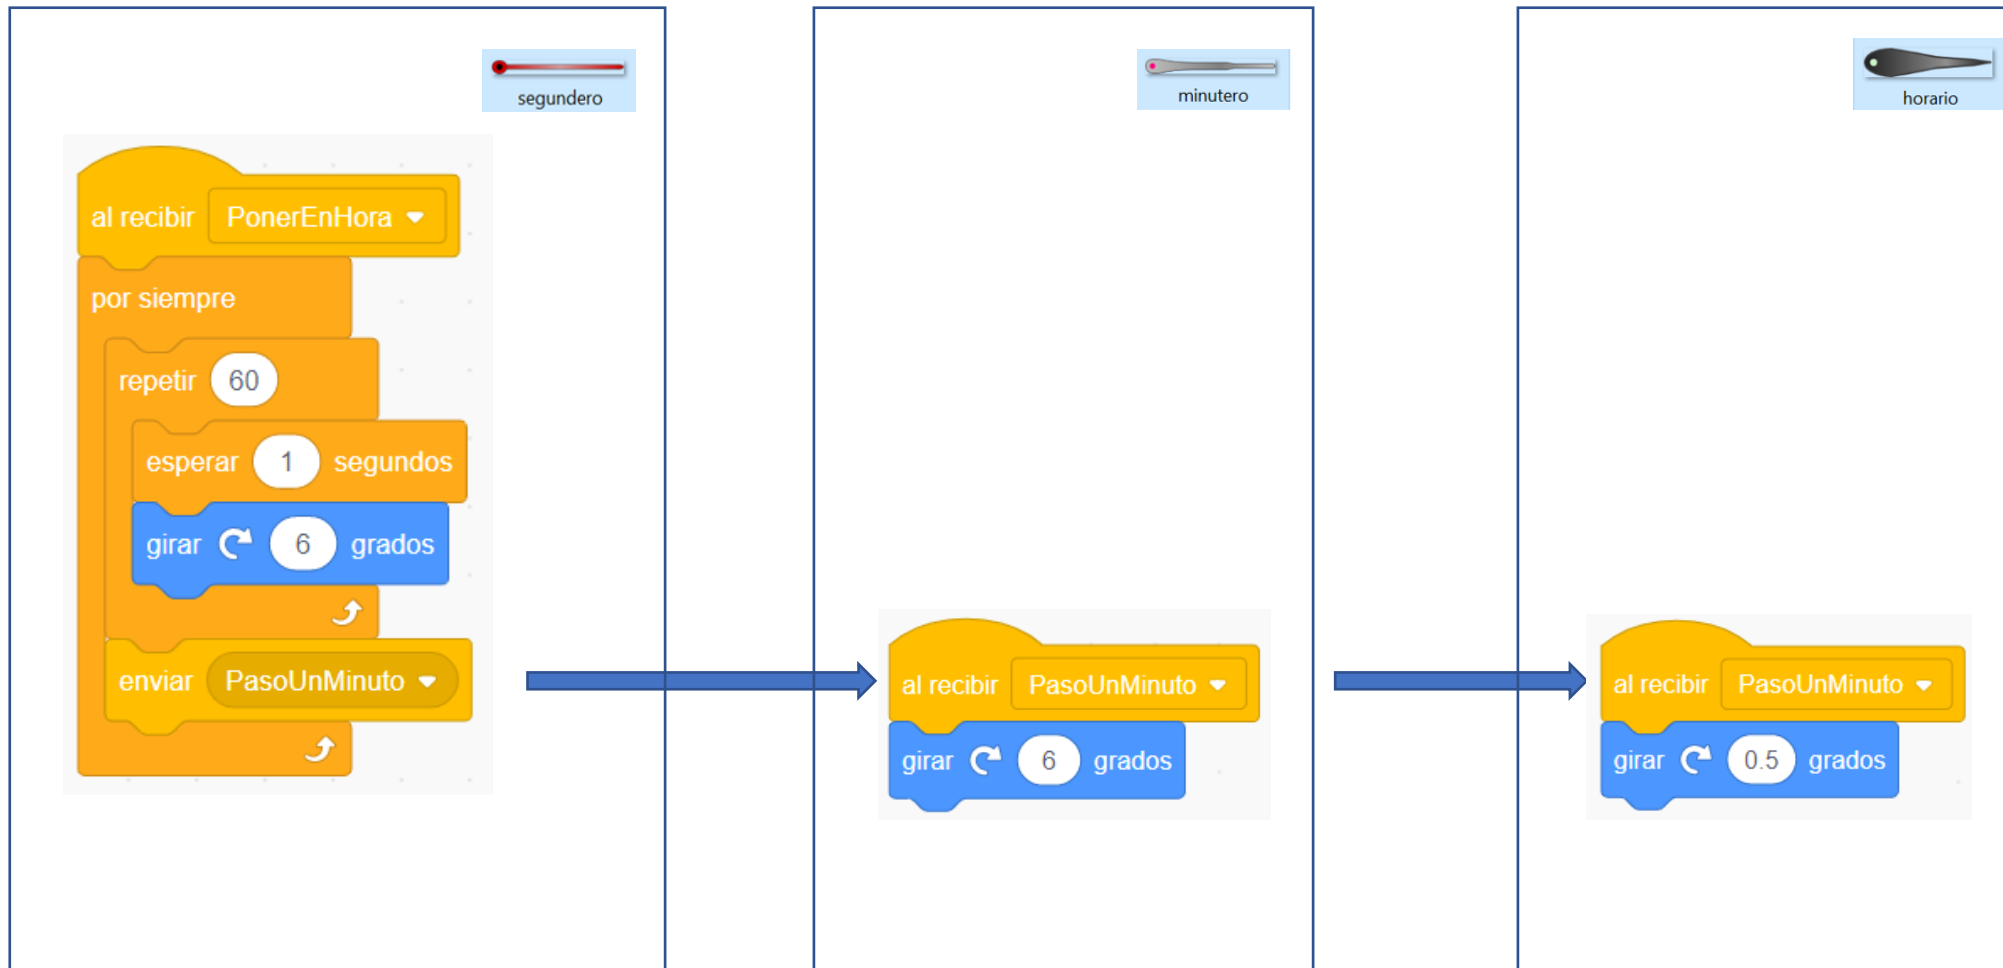 segundero
al recibir PonerEnHora
por siempre
repetir 60
esperar 1 segundos
girar 6 grados
enviar PasoUnMinuto
minutero
al recibir PasoUnMinuto
girar 6 grados
horario
al recibir PasoUnMinuto
girar 0.5 grados